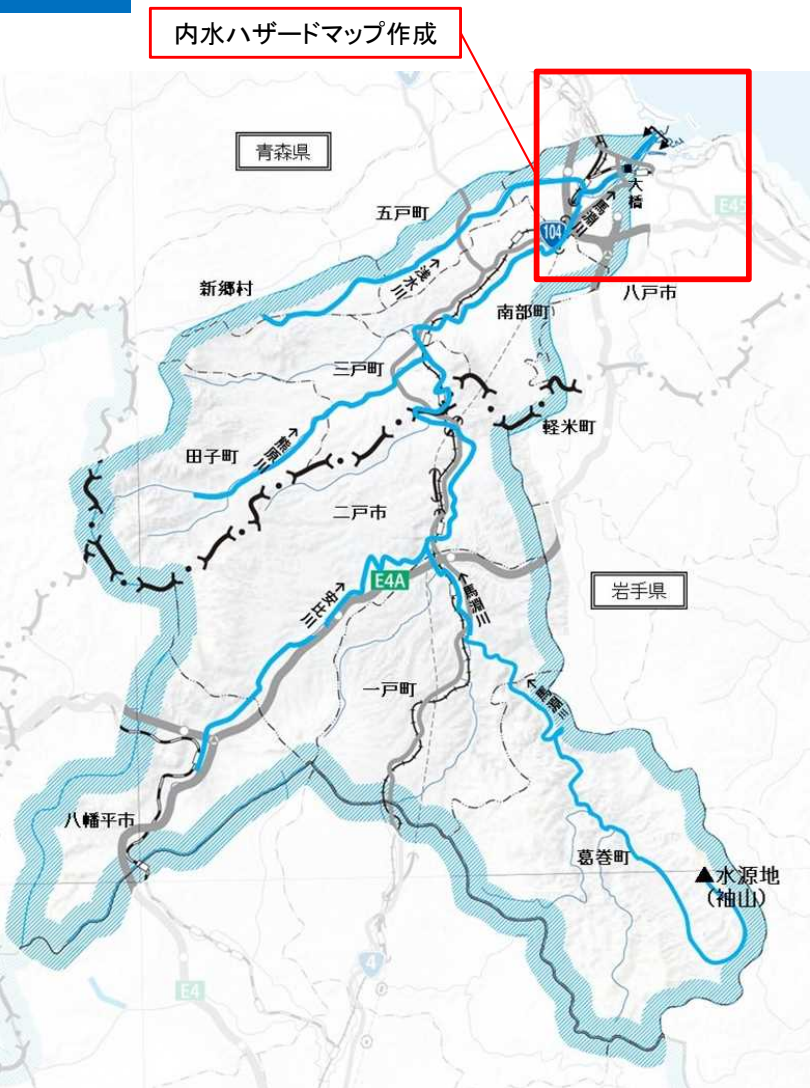 内水ハザードマップ作成
青森県
大橋
五戸町
E45
↑馬淵川
104
新郷村
↑浅水川
八戸市
南部町
三戸町
軽米町
田子町
↑熊原川
二戸市
E4A
岩手県
↑安比川
↑馬淵川
一戸町
↑馬淵川
八幡平市
葛巻町
▲水源地
(袖山)
4
E4